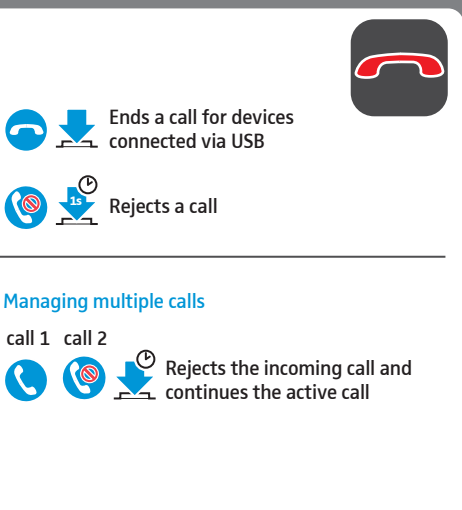 Ends a call for devices
connected via USB
1s
Rejects a call
Managing multiple calls
call 1 call 2
Rejects the incoming call and
continues the active call